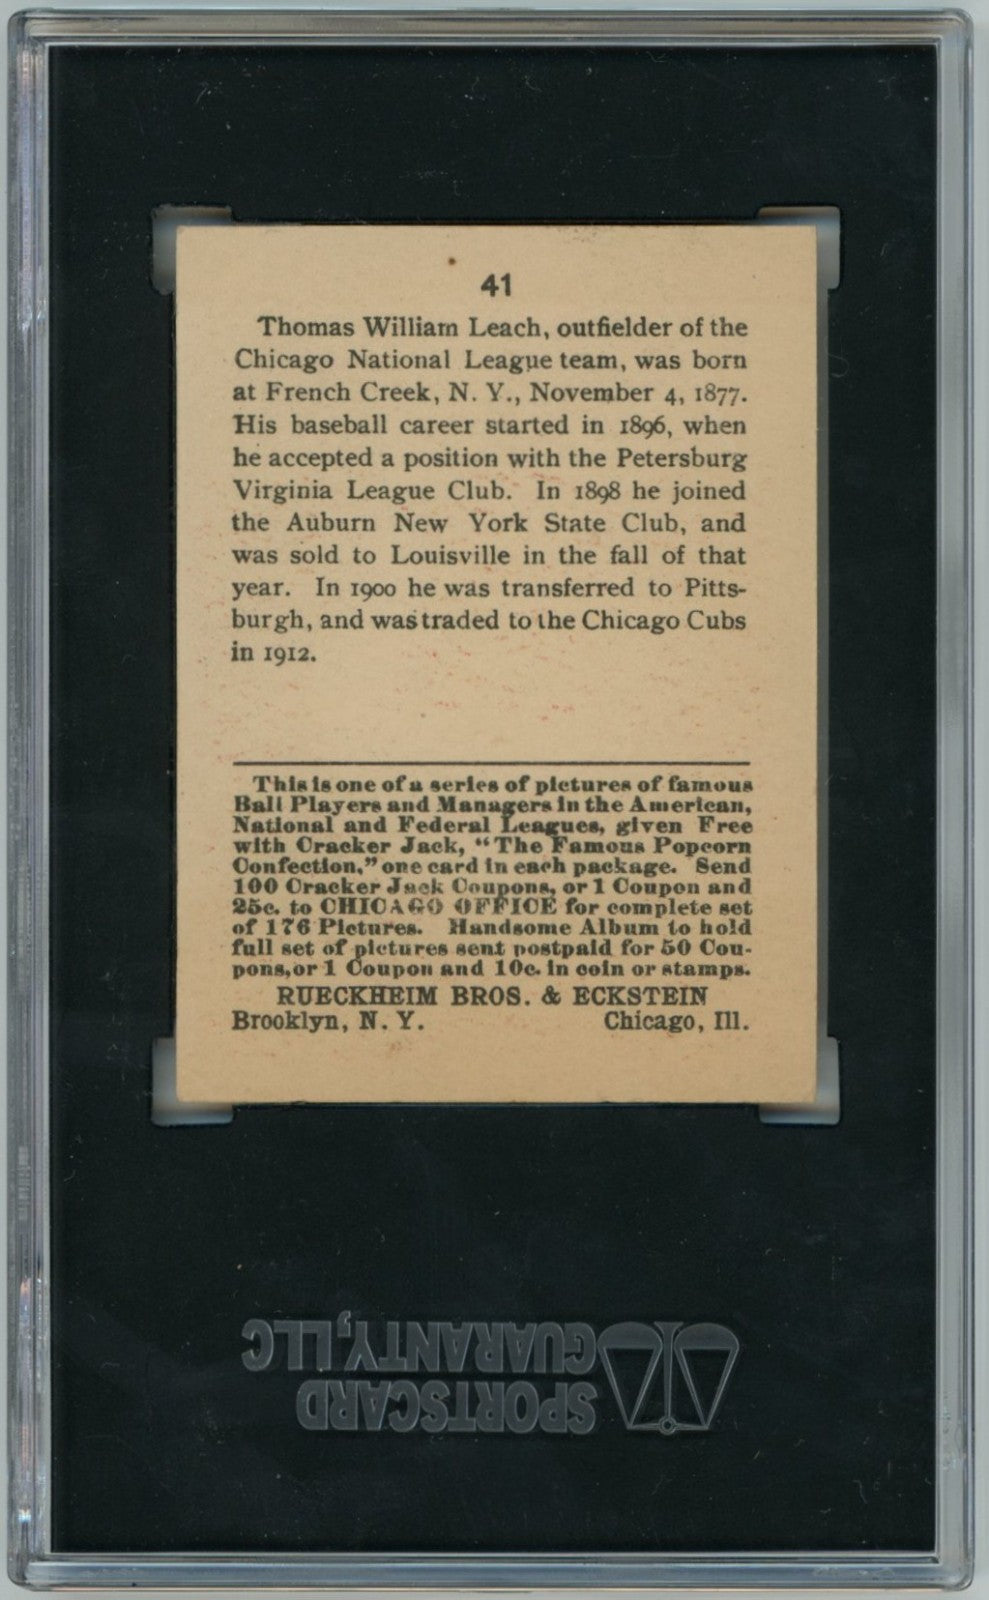 41
Thomas William Leach, outfielder of the
Chicago National League team, was born
at French Creek, N. Y., November 4, 1877.
His baseball career started in 1896, when
he accepted a position with the Petersburg
Virginia League Club. In 1898 he joined
the Auburn New York State Club, and
was sold to Louisville in the fall of that
year. In 1900 he was transferred to Pitts-
burgh, and was traded to the Chicago Cubs
in 1912.
This is one of a series of pictures of famous
Ball Players and Managers in the American,
National and Federal Leagues, given Free
with Cracker Jack, "The Famous Popcorn
Confection," one card in each package. Send
100 Cracker Jack Coupons, or 1 Coupon and
25c. to CHICAGO OFFICE for complete set
of 176 Pictures. Handsome Album to hold
full set of pictures sent postpaid for 50 Cou-
pons, or 1 Coupon and 10c. in coin or stamps.
RUECKHEIM BROS. & ECKSTEIN
Brooklyn, N. Y. Chicago, Ill.
SPORTSCARD
GUARANTY, LLC